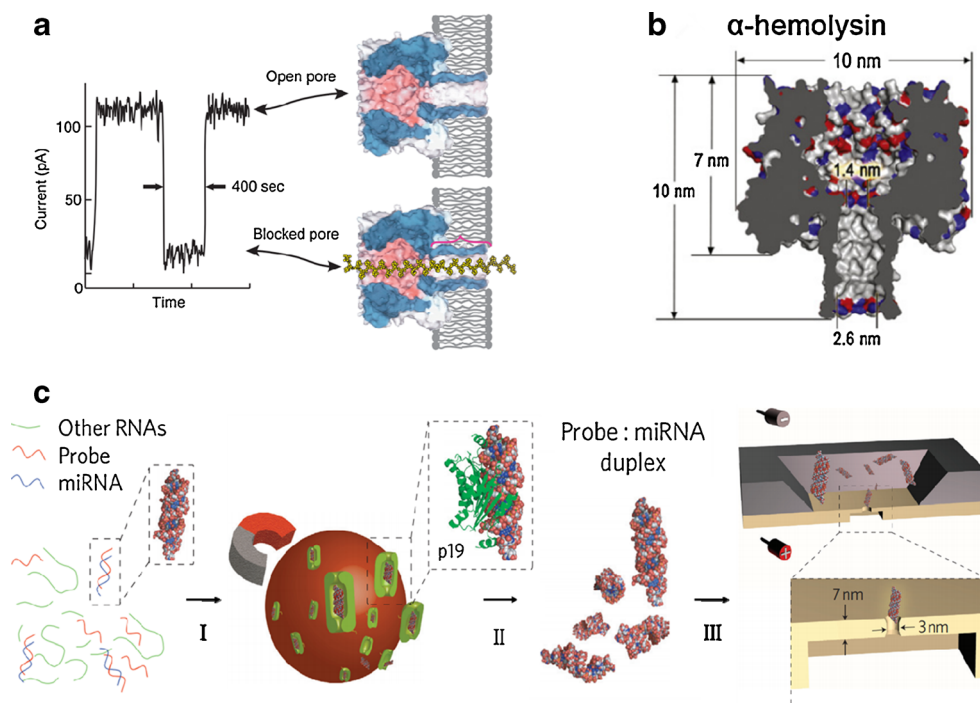 a
Current (pA)
100
50
0
Time
400 sec
Open pore
Blocked pore
b
α-hemolysin
10 nm
7 nm
10 nm
1.4 nm
2.6 nm
c
Other RNAs
Probe
miRNA
I
p19
II
Probe : miRNA
duplex
III
−
+
7 nm
3 nm